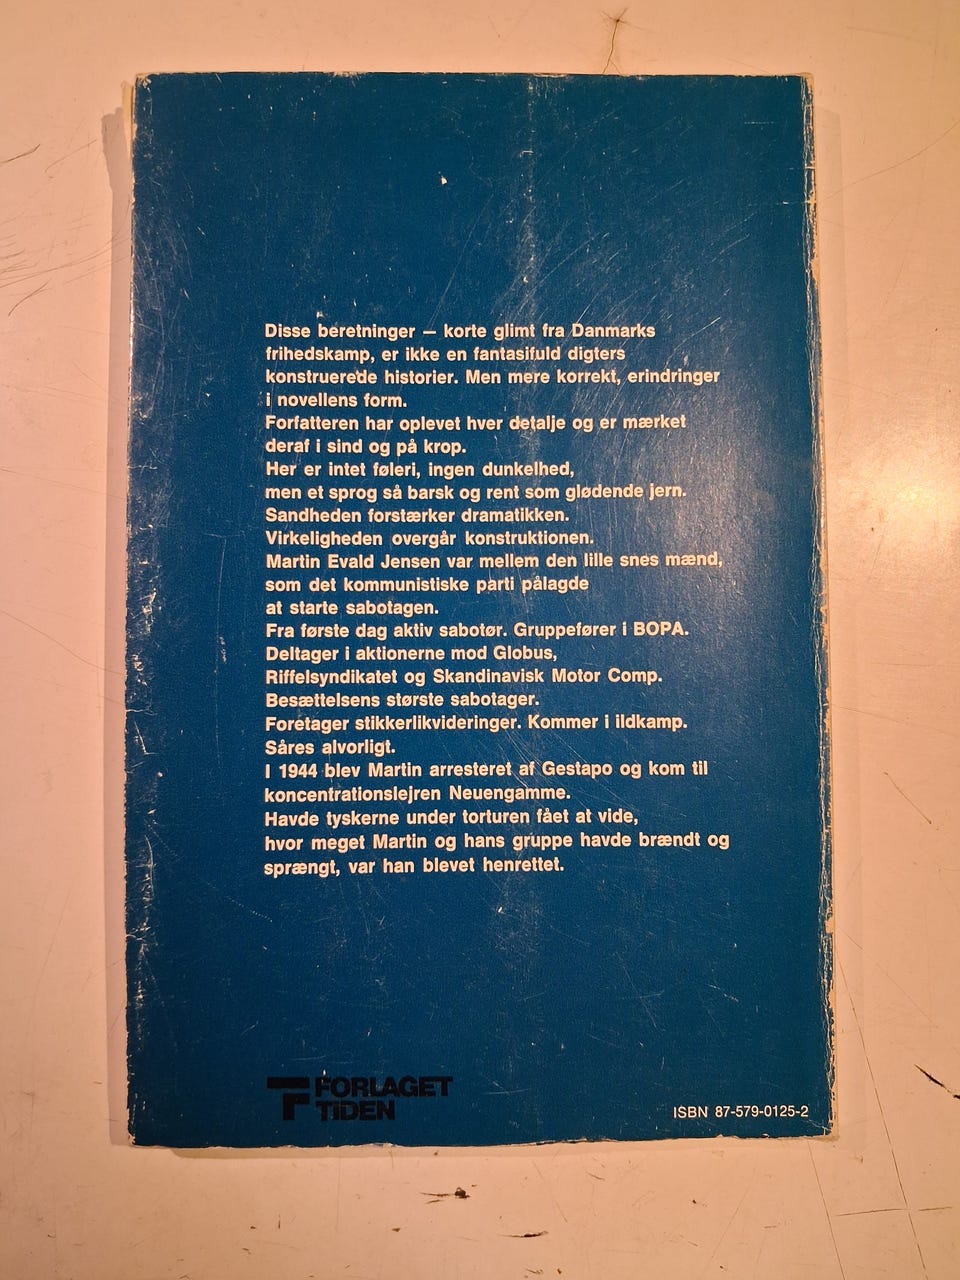 Disse beretninger — korte glimt fra Danmarks
frihedskamp, er ikke en fantasifuld digters
konstruerede historier. Men mere korrekt, erindringer
i novellens form.
Forfatteren har oplevet hver detalje og er mærket
deraf i sind og på krop.
Her er intet føleri, ingen dunkelhed,
men et sprog så barsk og rent som glødende jern.
Sandheden forstærker dramatikken.
Virkeligheden overgår konstruktionen.
Martin Evald Jensen var mellem den lille snes mænd,
som det kommunistiske parti pålagde
at starte sabotagen.
Fra første dag aktiv sabotør. Gruppefører i BOPA.
Deltager i aktionerne mod Globus,
Riffelsyndikatet og Skandinavisk Motor Comp.
Besættelsens største sabotager.
Foretager stikkerlikvideringer. Kommer i ildkamp.
Såres alvorligt.
I 1944 blev Martin arresteret af Gestapo og kom til
koncentrationslejren Neuengamme.
Havde tyskerne under torturen fået at vide,
hvor meget Martin og hans gruppe havde brændt og
sprængt, var han blevet henrettet.
FORLAGET
TIDEN
ISBN 87-579-0125-2